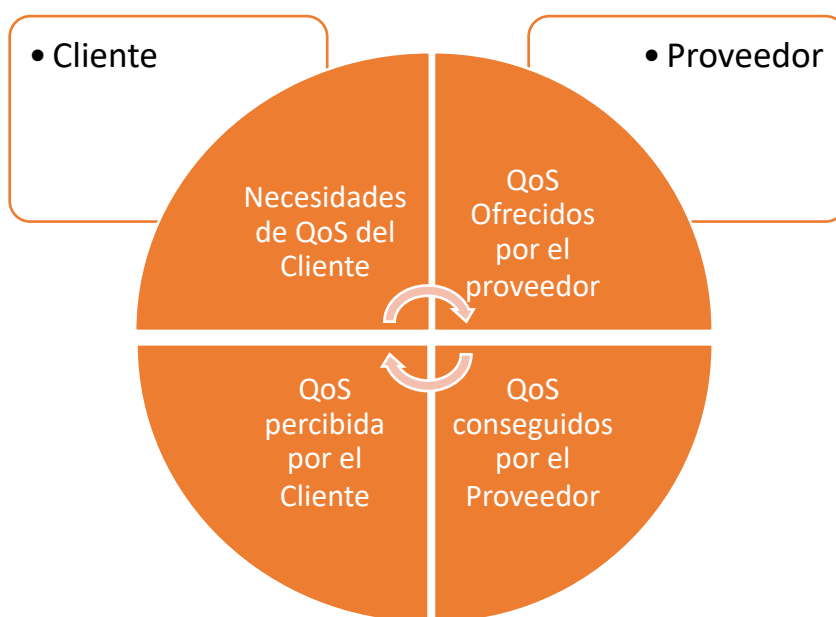 • Cliente
• Proveedor
Necesidades
de QoS del
Cliente
QoS
Ofrecidos
por el
proveedor
QoS
percibida
por el
Cliente
QoS
conseguidos
por el
Proveedor